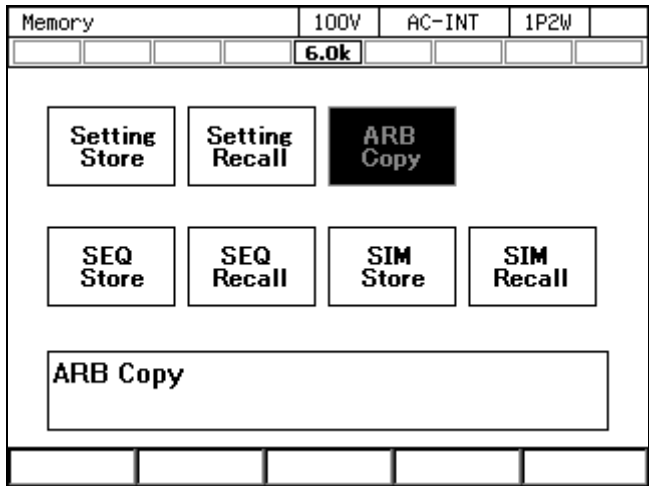 Memory 100V AC-INT 1P2W
6.0k
Setting Setting ARB
Store Recall Copy
SEQ SEQ SIM SIM
Store Recall Store Recall
ARB Copy